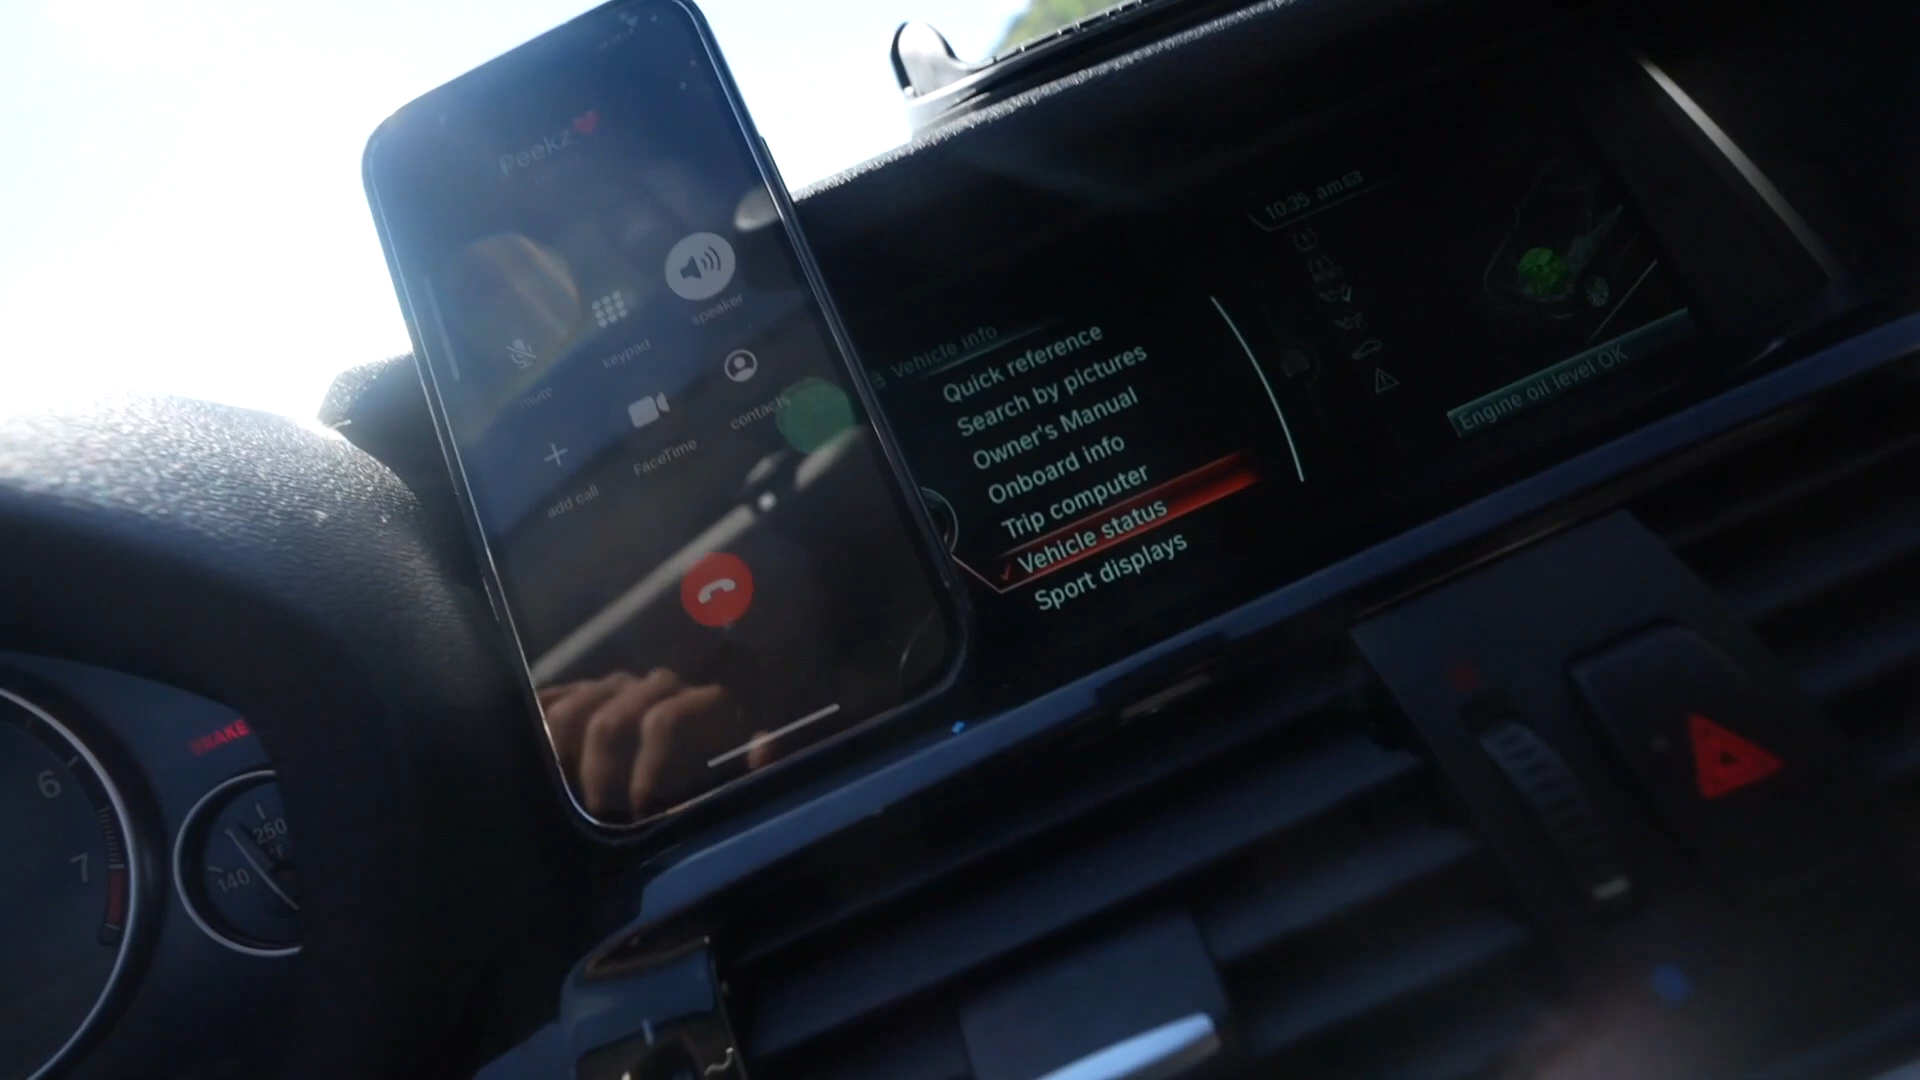 Peekz❤
speaker
keypad
mute
contacts
FaceTime
add call
Vehicle info
Quick reference
Search by pictures
Owner's Manual
Onboard info
Trip computer
Vehicle status
Sport displays
10:35 am
Engine oil level OK
BRAKE
6
7
250
°F
140